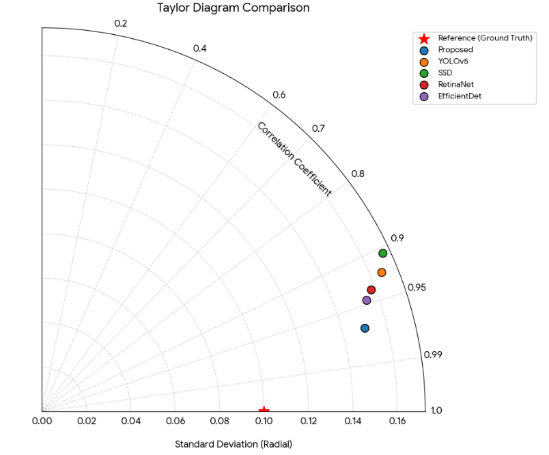 Taylor Diagram Comparison
0.2
0.4
0.6
0.7
0.8
0.9
0.95
0.99
1.0
Correlation Coefficient
Reference (Ground Truth)
Proposed
YOLOv5
SSD
RetinaNet
EfficientDet
0.00 0.02 0.04 0.06 0.08 0.10 0.12 0.14 0.16
Standard Deviation (Radial)